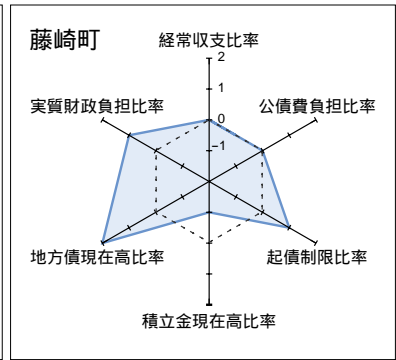 藤崎町
経常収支比率
2
1
0
−1
実質財政負担比率
公債費負担比率
地方債現在高比率
起債制限比率
積立金現在高比率